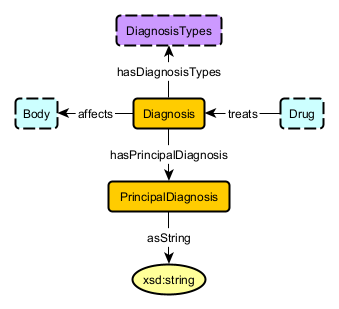 DiagnosisTypes
hasDiagnosisTypes
Body
affects
Diagnosis
treats
Drug
hasPrincipalDiagnosis
PrincipalDiagnosis
asString
xsd:string